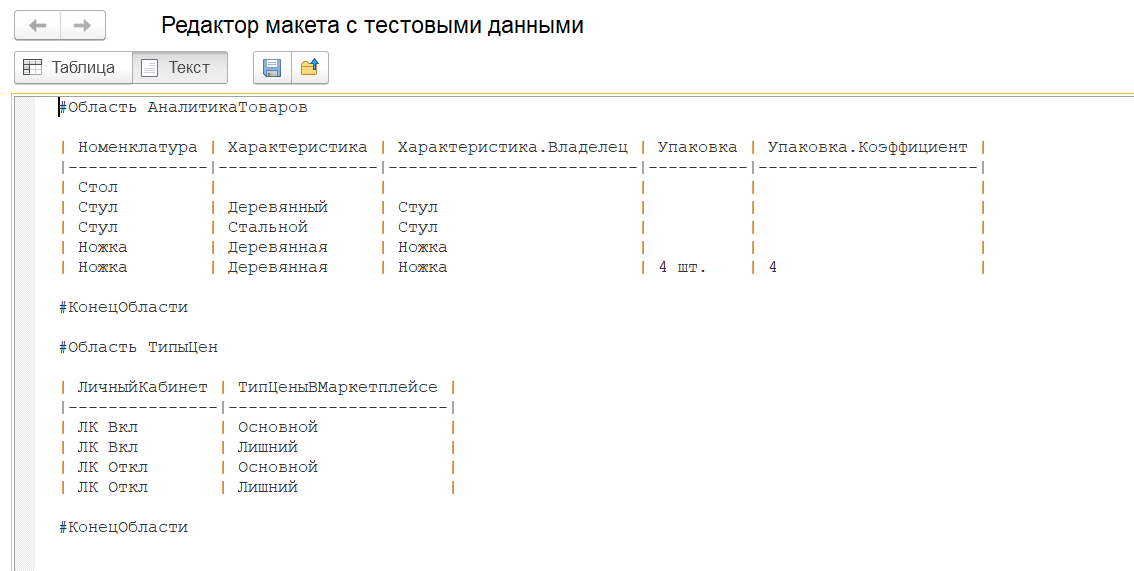 Редактор макета с тестовыми данными
Таблица Текст
#Область АналитикаТоваров
| Номенклатура | Характеристика | Характеристика.Владелец | Упаковка | Упаковка.Коэффициент |
|--------------|----------------|-------------------------|----------|----------------------|
| Стол         |                |                         |          |                      |
| Стул         | Деревянный     | Стул                    |          |                      |
| Стул         | Стальной       | Стул                    |          |                      |
| Ножка        | Деревянная     | Ножка                   |          |                      |
| Ножка        | Деревянная     | Ножка                   | 4 шт.    | 4                    |
#КонецОбласти
#Область ТипыЦен
| ЛичныйКабинет | ТипЦеныВМаркетплейсе |
|---------------|----------------------|
| ЛК Вкл        | Основной             |
| ЛК Вкл        | Лишний               |
| ЛК Откл       | Основной             |
| ЛК Откл       | Лишний               |
#КонецОбласти